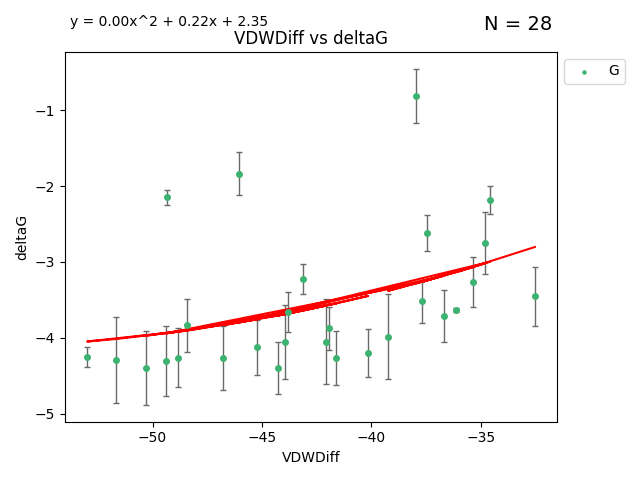 y = 0.00x^2 + 0.22x + 2.35
N = 28
VDWDiff vs deltaG
G
−1
−2
−3
−4
−5
deltaG
−50
−45
−40
−35
VDWDiff